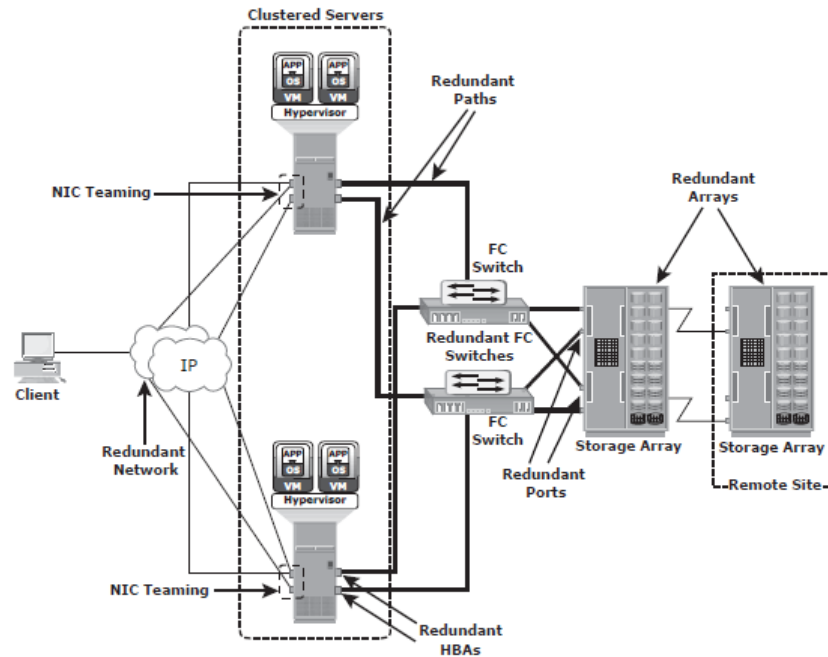 Clustered Servers
APP
OS
VM
APP
OS
VM
Hypervisor
Redundant
Paths
NIC Teaming
Redundant
Arrays
FC
Switch
Redundant FC
Switches
IP
Client
FC
Switch
Redundant
Network
APP
OS
VM
APP
OS
VM
Hypervisor
Redundant
Ports
Storage Array
Storage Array
Remote Site
NIC Teaming
Redundant
HBAs